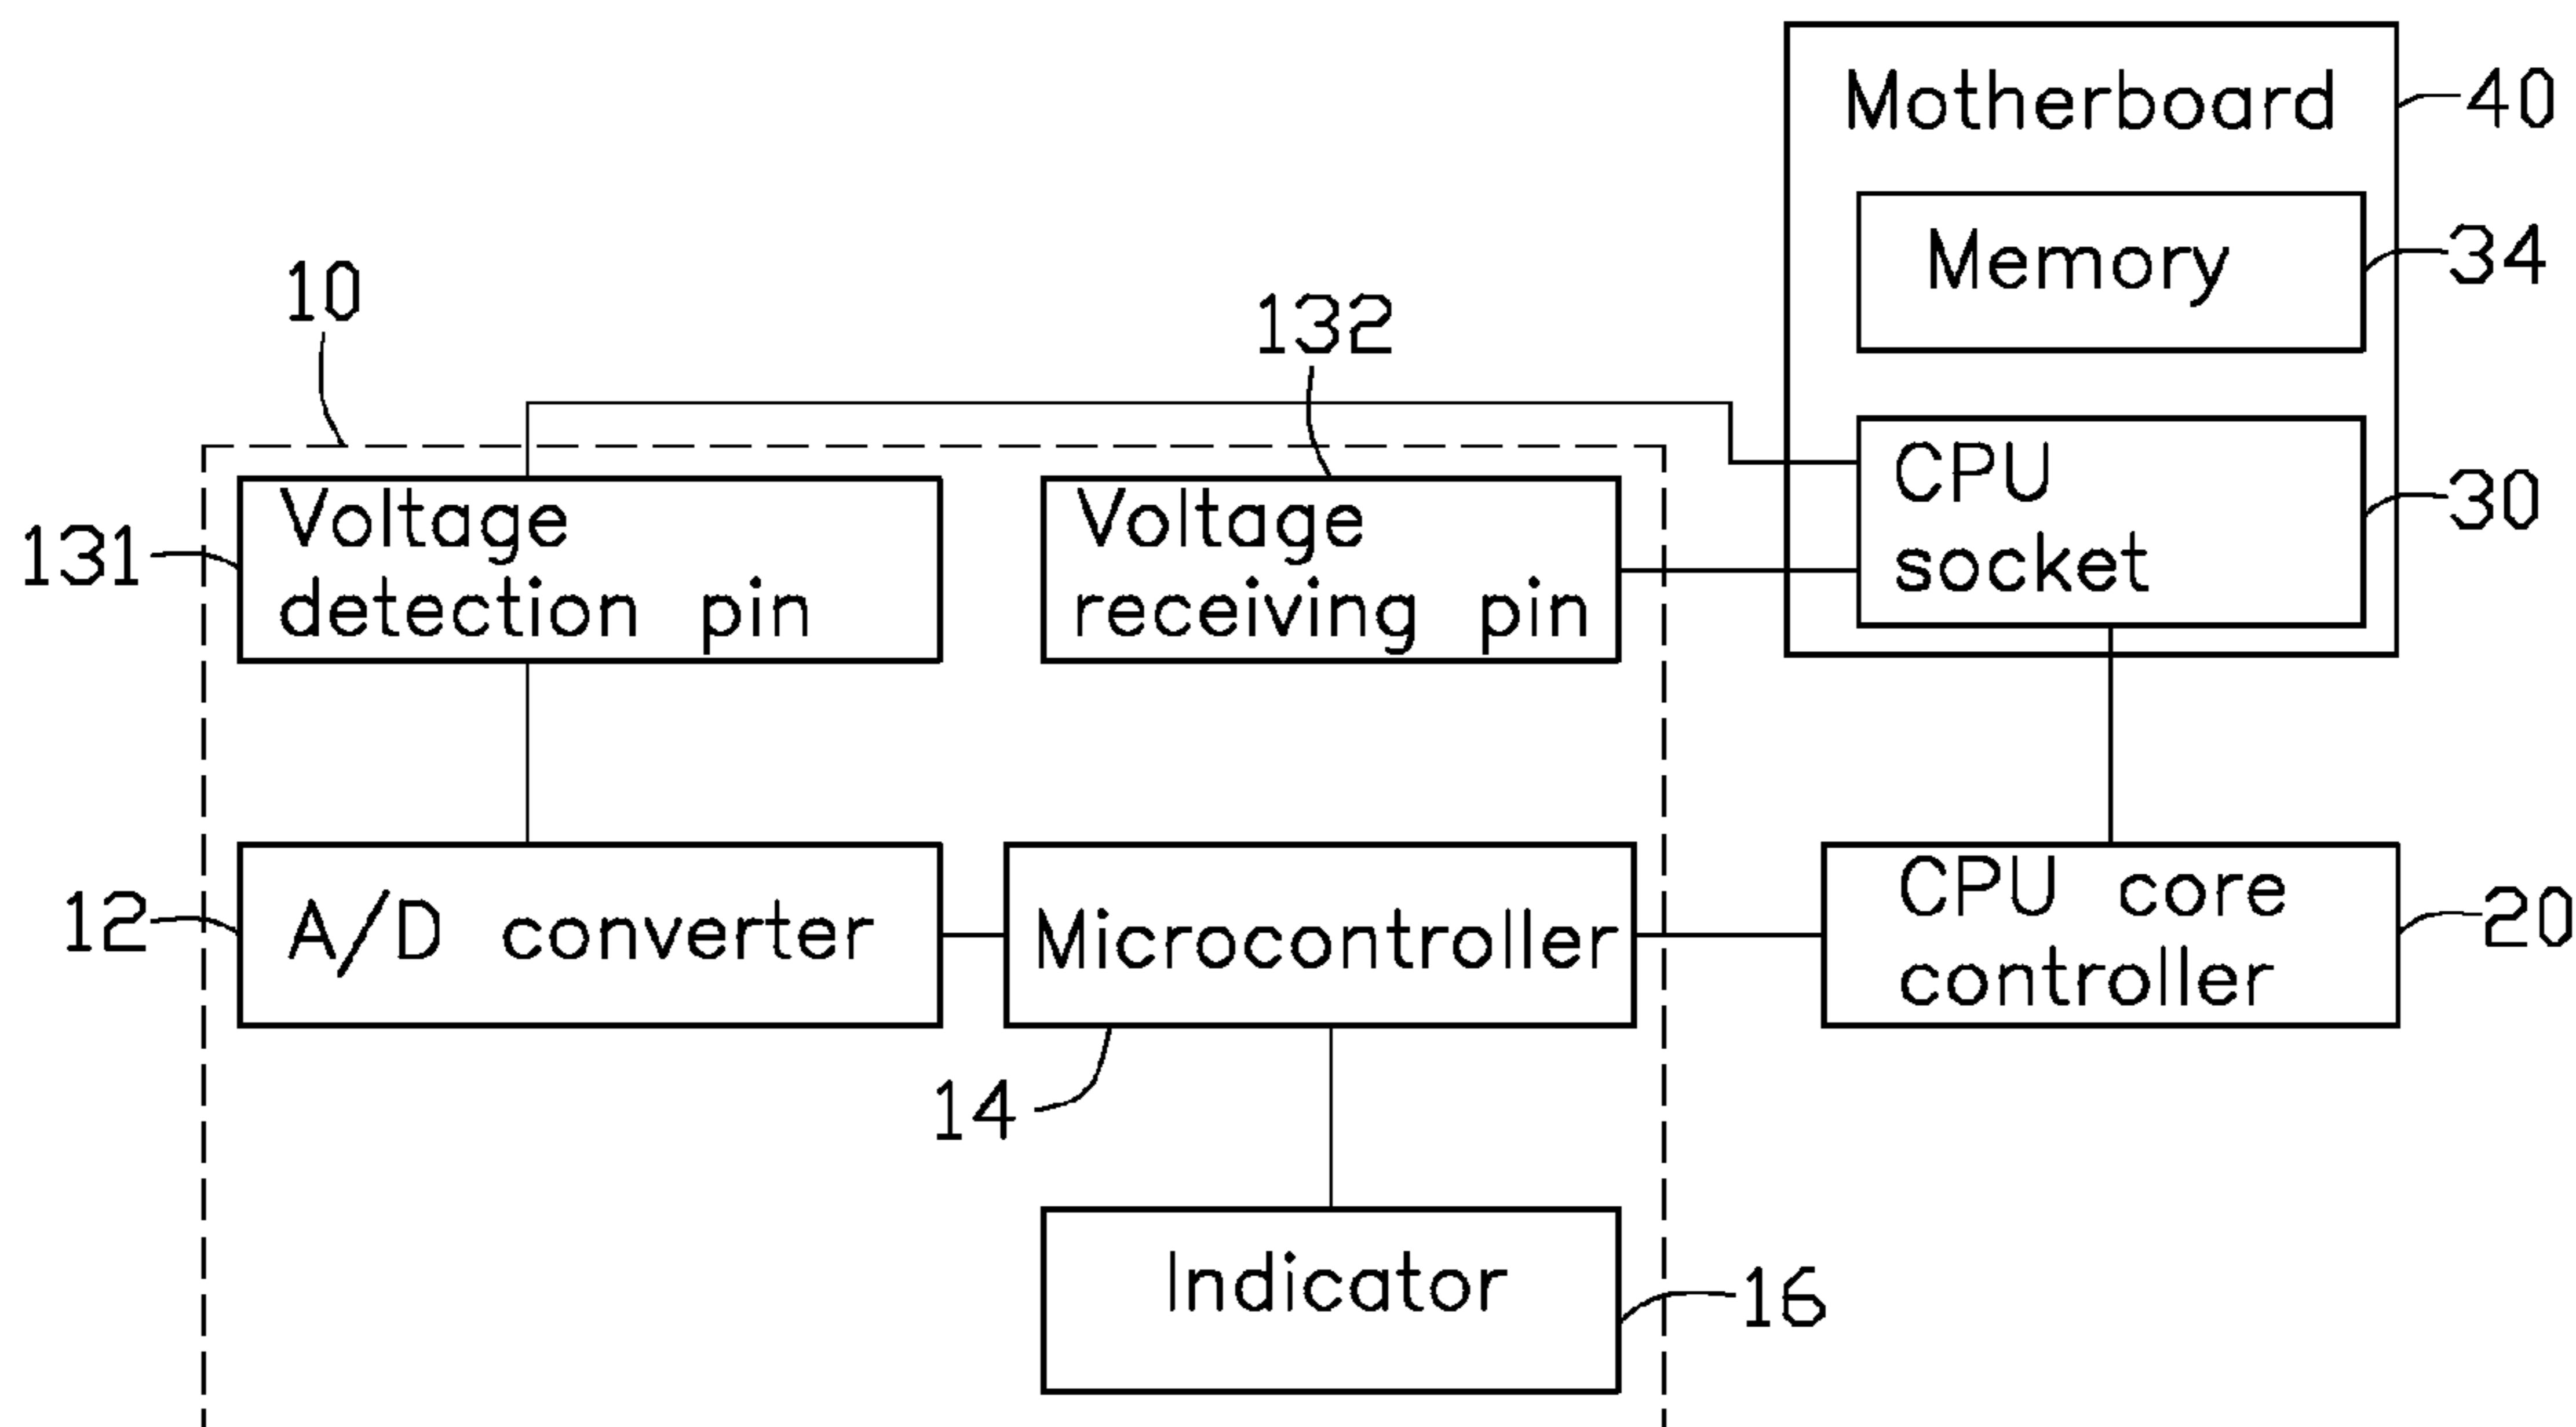 Motherboard
40
Memory
34
10
132
CPU
socket
30
131
Voltage
detection pin
Voltage
receiving pin
12
A/D converter
Microcontroller
CPU core
controller
20
14
Indicator
16